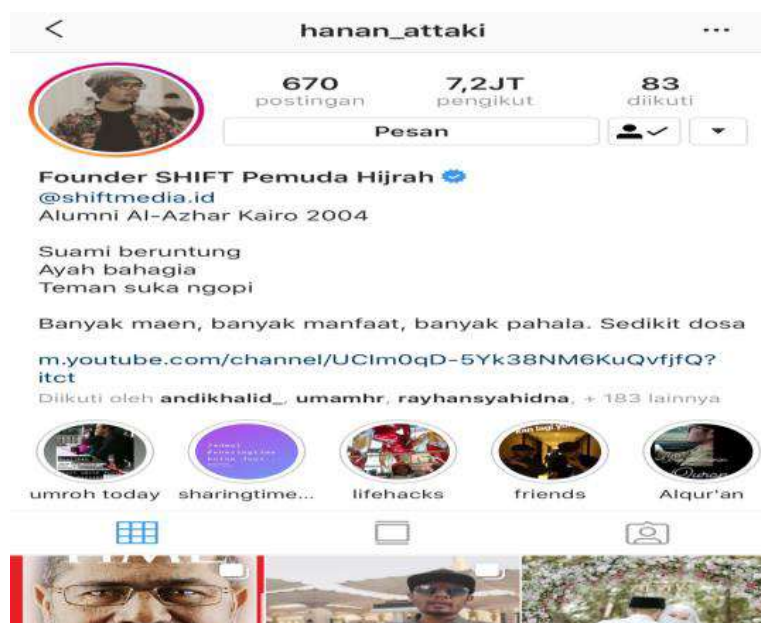 hanan_attaki
670 7,2JT 83
postingan pengikut diikuti
Pesan
Founder SHIFT Pemuda Hijrah
@shiftmedia.id
Alumni Al-Azhar Kairo 2004
Suami beruntung
Ayah bahagia
Teman suka ngopi
Banyak maen, banyak manfaat, banyak pahala. Sedikit dosa
m.youtube.com/channel/UClm0qD-5Yk38NM6KuQvfjfQ?
itct
Diikuti oleh andikhalid_, umamhr, rayhansyahidna, + 183 lainnya
umroh today sharingtime... lifehacks friends Alqur'an